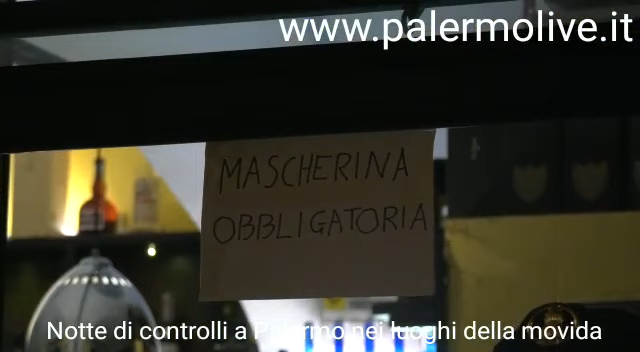 www.palermolive.it
MASCHERINA
OBBLIGATORIA
Notte di controlli a Palermo nei luoghi della movida